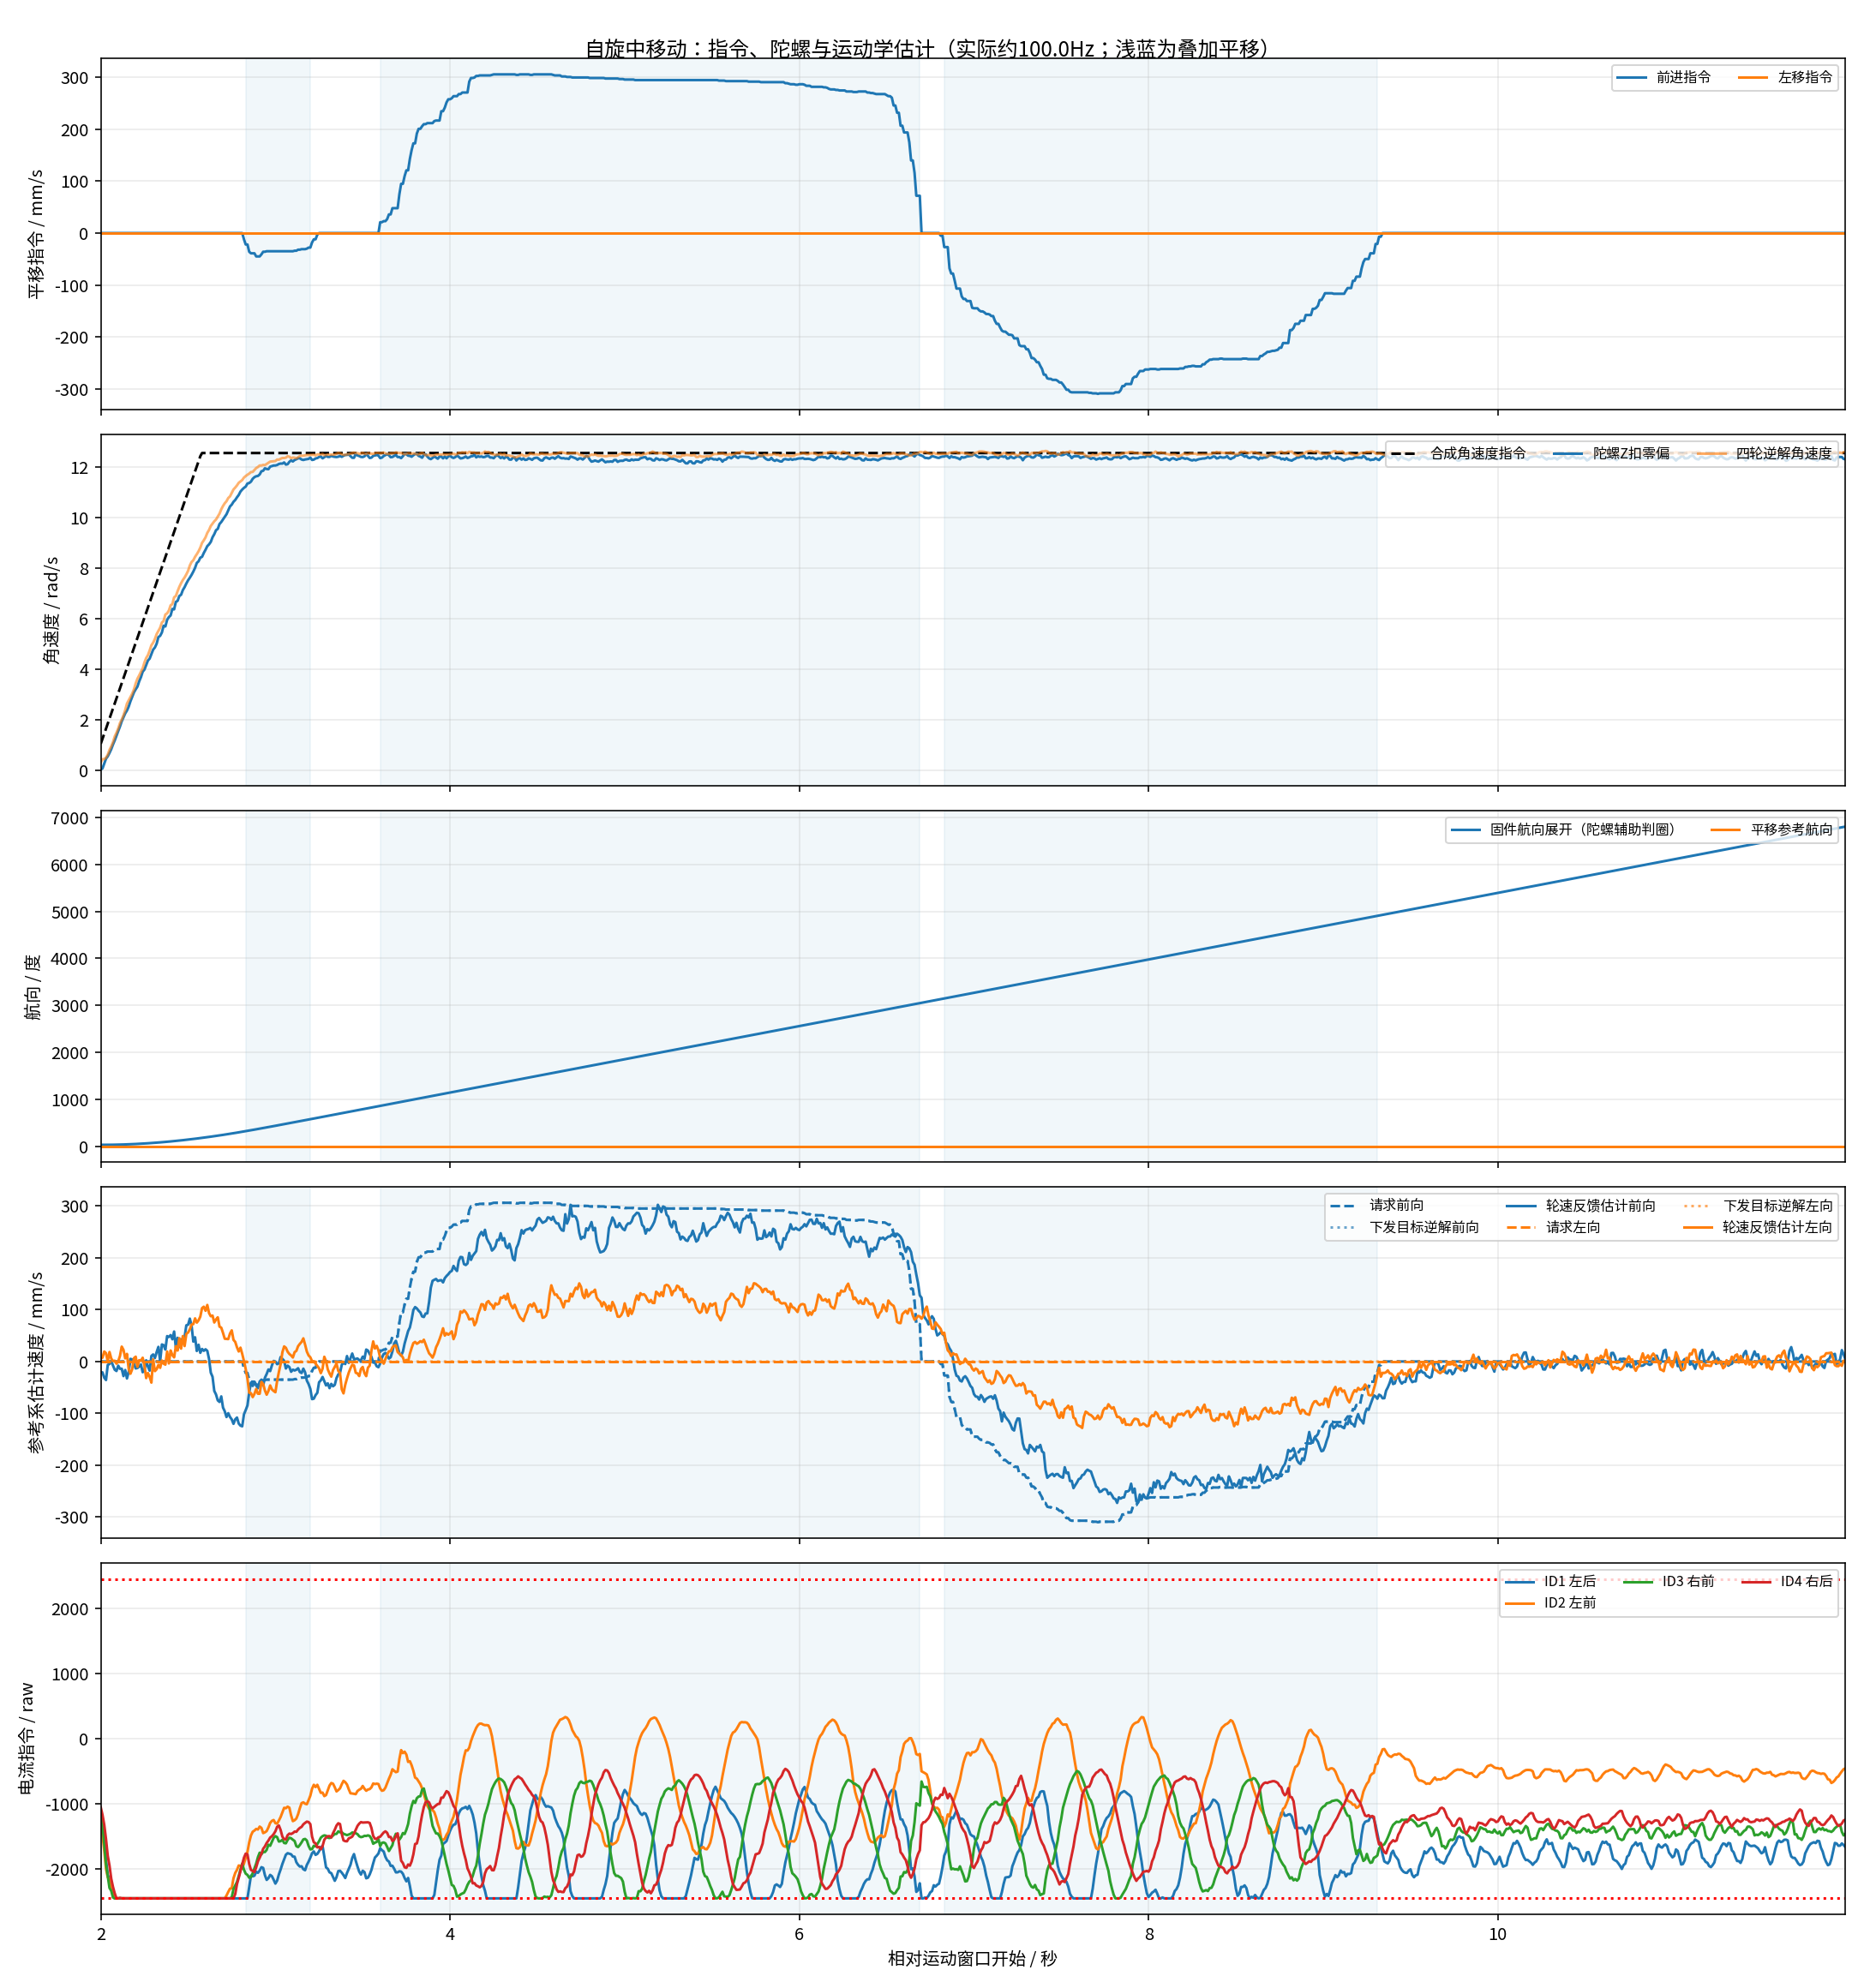 自旋中移动：指令、陀螺与运动学估计（实际约100.0Hz；浅蓝为叠加平移）
平移指令 / mm/s
300
200
100
0
-100
-200
-300
前进指令 左移指令
角速度 / rad/s
12
10
8
6
4
2
0
合成角速度指令 陀螺Z扣零偏 四轮逆解角速度
航向 / 度
7000
6000
5000
4000
3000
2000
1000
0
固件航向展开（陀螺辅助判圈） 平移参考航向
参考系估计速度 / mm/s
300
200
100
0
-100
-200
-300
请求前向 轮速反馈估计前向 下发目标逆解左向
下发目标逆解前向 请求左向 轮速反馈估计左向
电流指令 / raw
2000
1000
0
-1000
-2000
ID1 左后 ID3 右前 ID4 右后
ID2 左前
2 4 6 8 10
相对运动窗口开始 / 秒